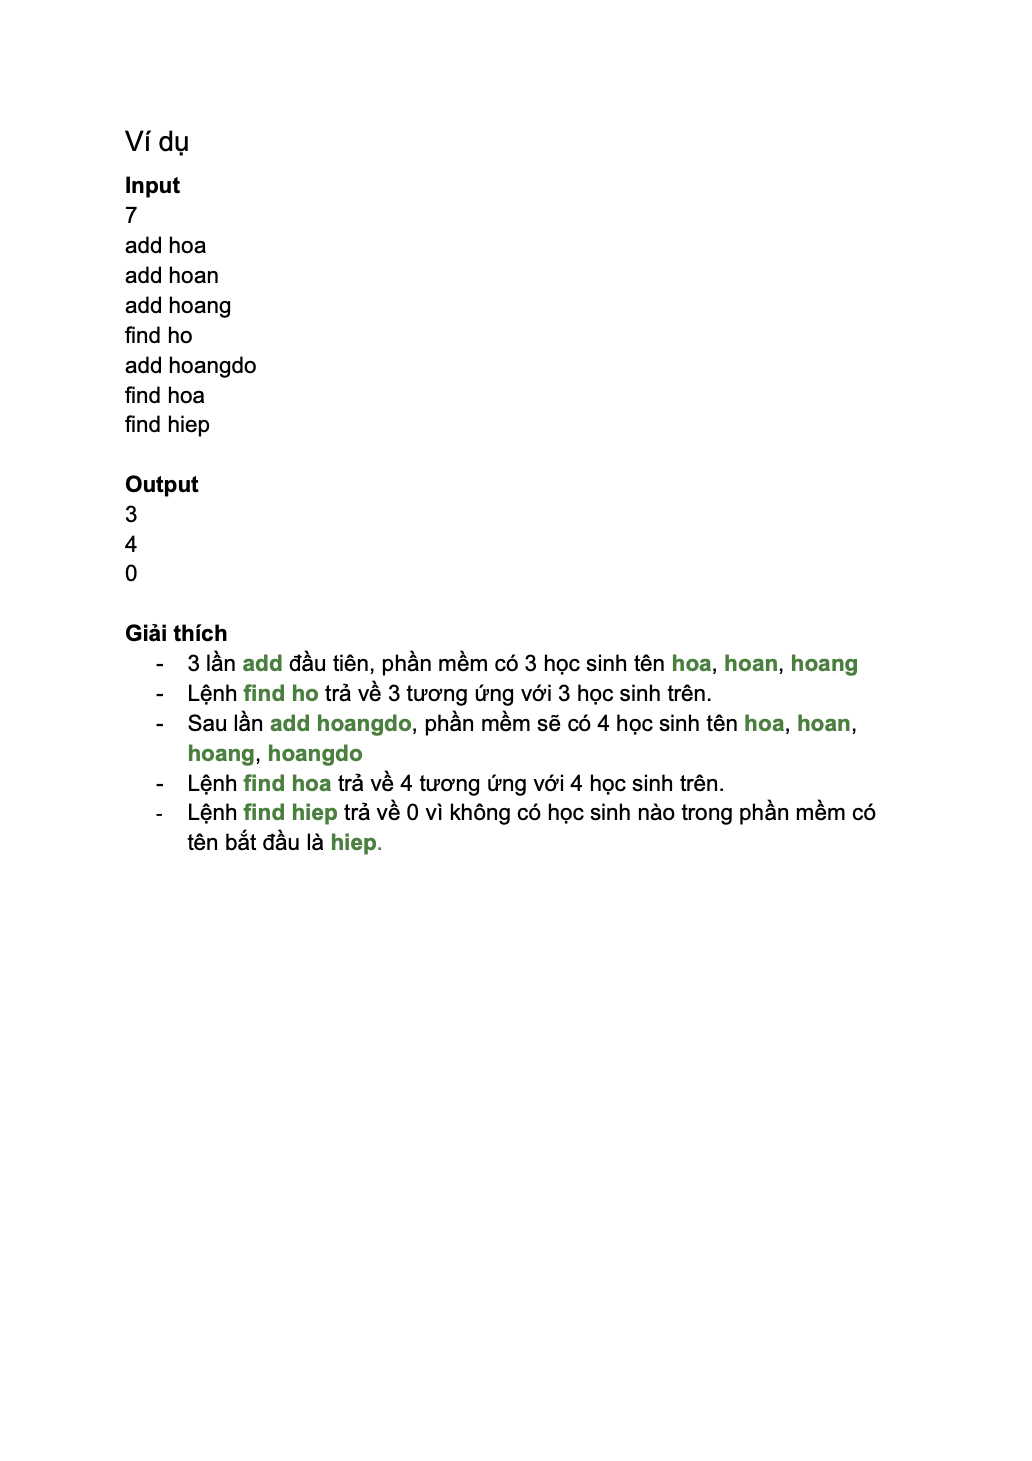 Ví dụ
Input
7
add hoa
add hoan
add hoang
find ho
add hoangdo
find hoa
find hiep
Output
3
4
0
Giải thích
- 3 lần add đầu tiên, phần mềm có 3 học sinh tên hoa, hoan, hoang
- Lệnh find ho trả về 3 tương ứng với 3 học sinh trên.
- Sau lần add hoangdo, phần mềm sẽ có 4 học sinh tên hoa, hoan,
hoang, hoangdo
- Lệnh find hoa trả về 4 tương ứng với 4 học sinh trên.
- Lệnh find hiep trả về 0 vì không có học sinh nào trong phần mềm có
tên bắt đầu là hiep.